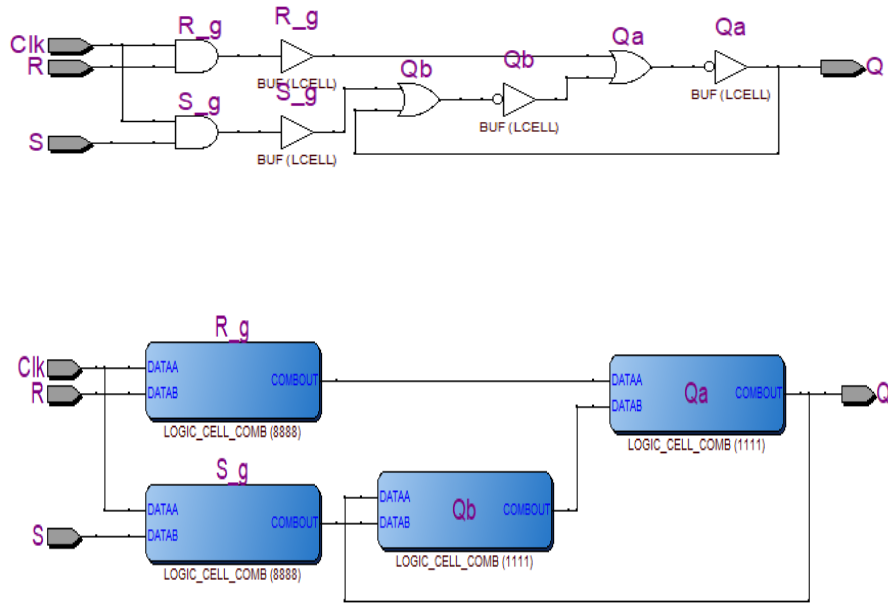 R_g
Clk R_g Qa Qa
R Qb Qb Q
BUF (LCELL) BUF (LCELL)
S_g S_g
S BUF (LCELL)
BUF (LCELL)
R_g
Clk DATAA
R DATAB COMBOUT DATAA
Qa COMBOUT Q
DATAB
LOGIC_CELL_COMB (8888) LOGIC_CELL_COMB (1111)
S_g
DATAA DATAA
COMBOUT Qb COMBOUT
S DATAB DATAB
LOGIC_CELL_COMB (1111)
LOGIC_CELL_COMB (8888)